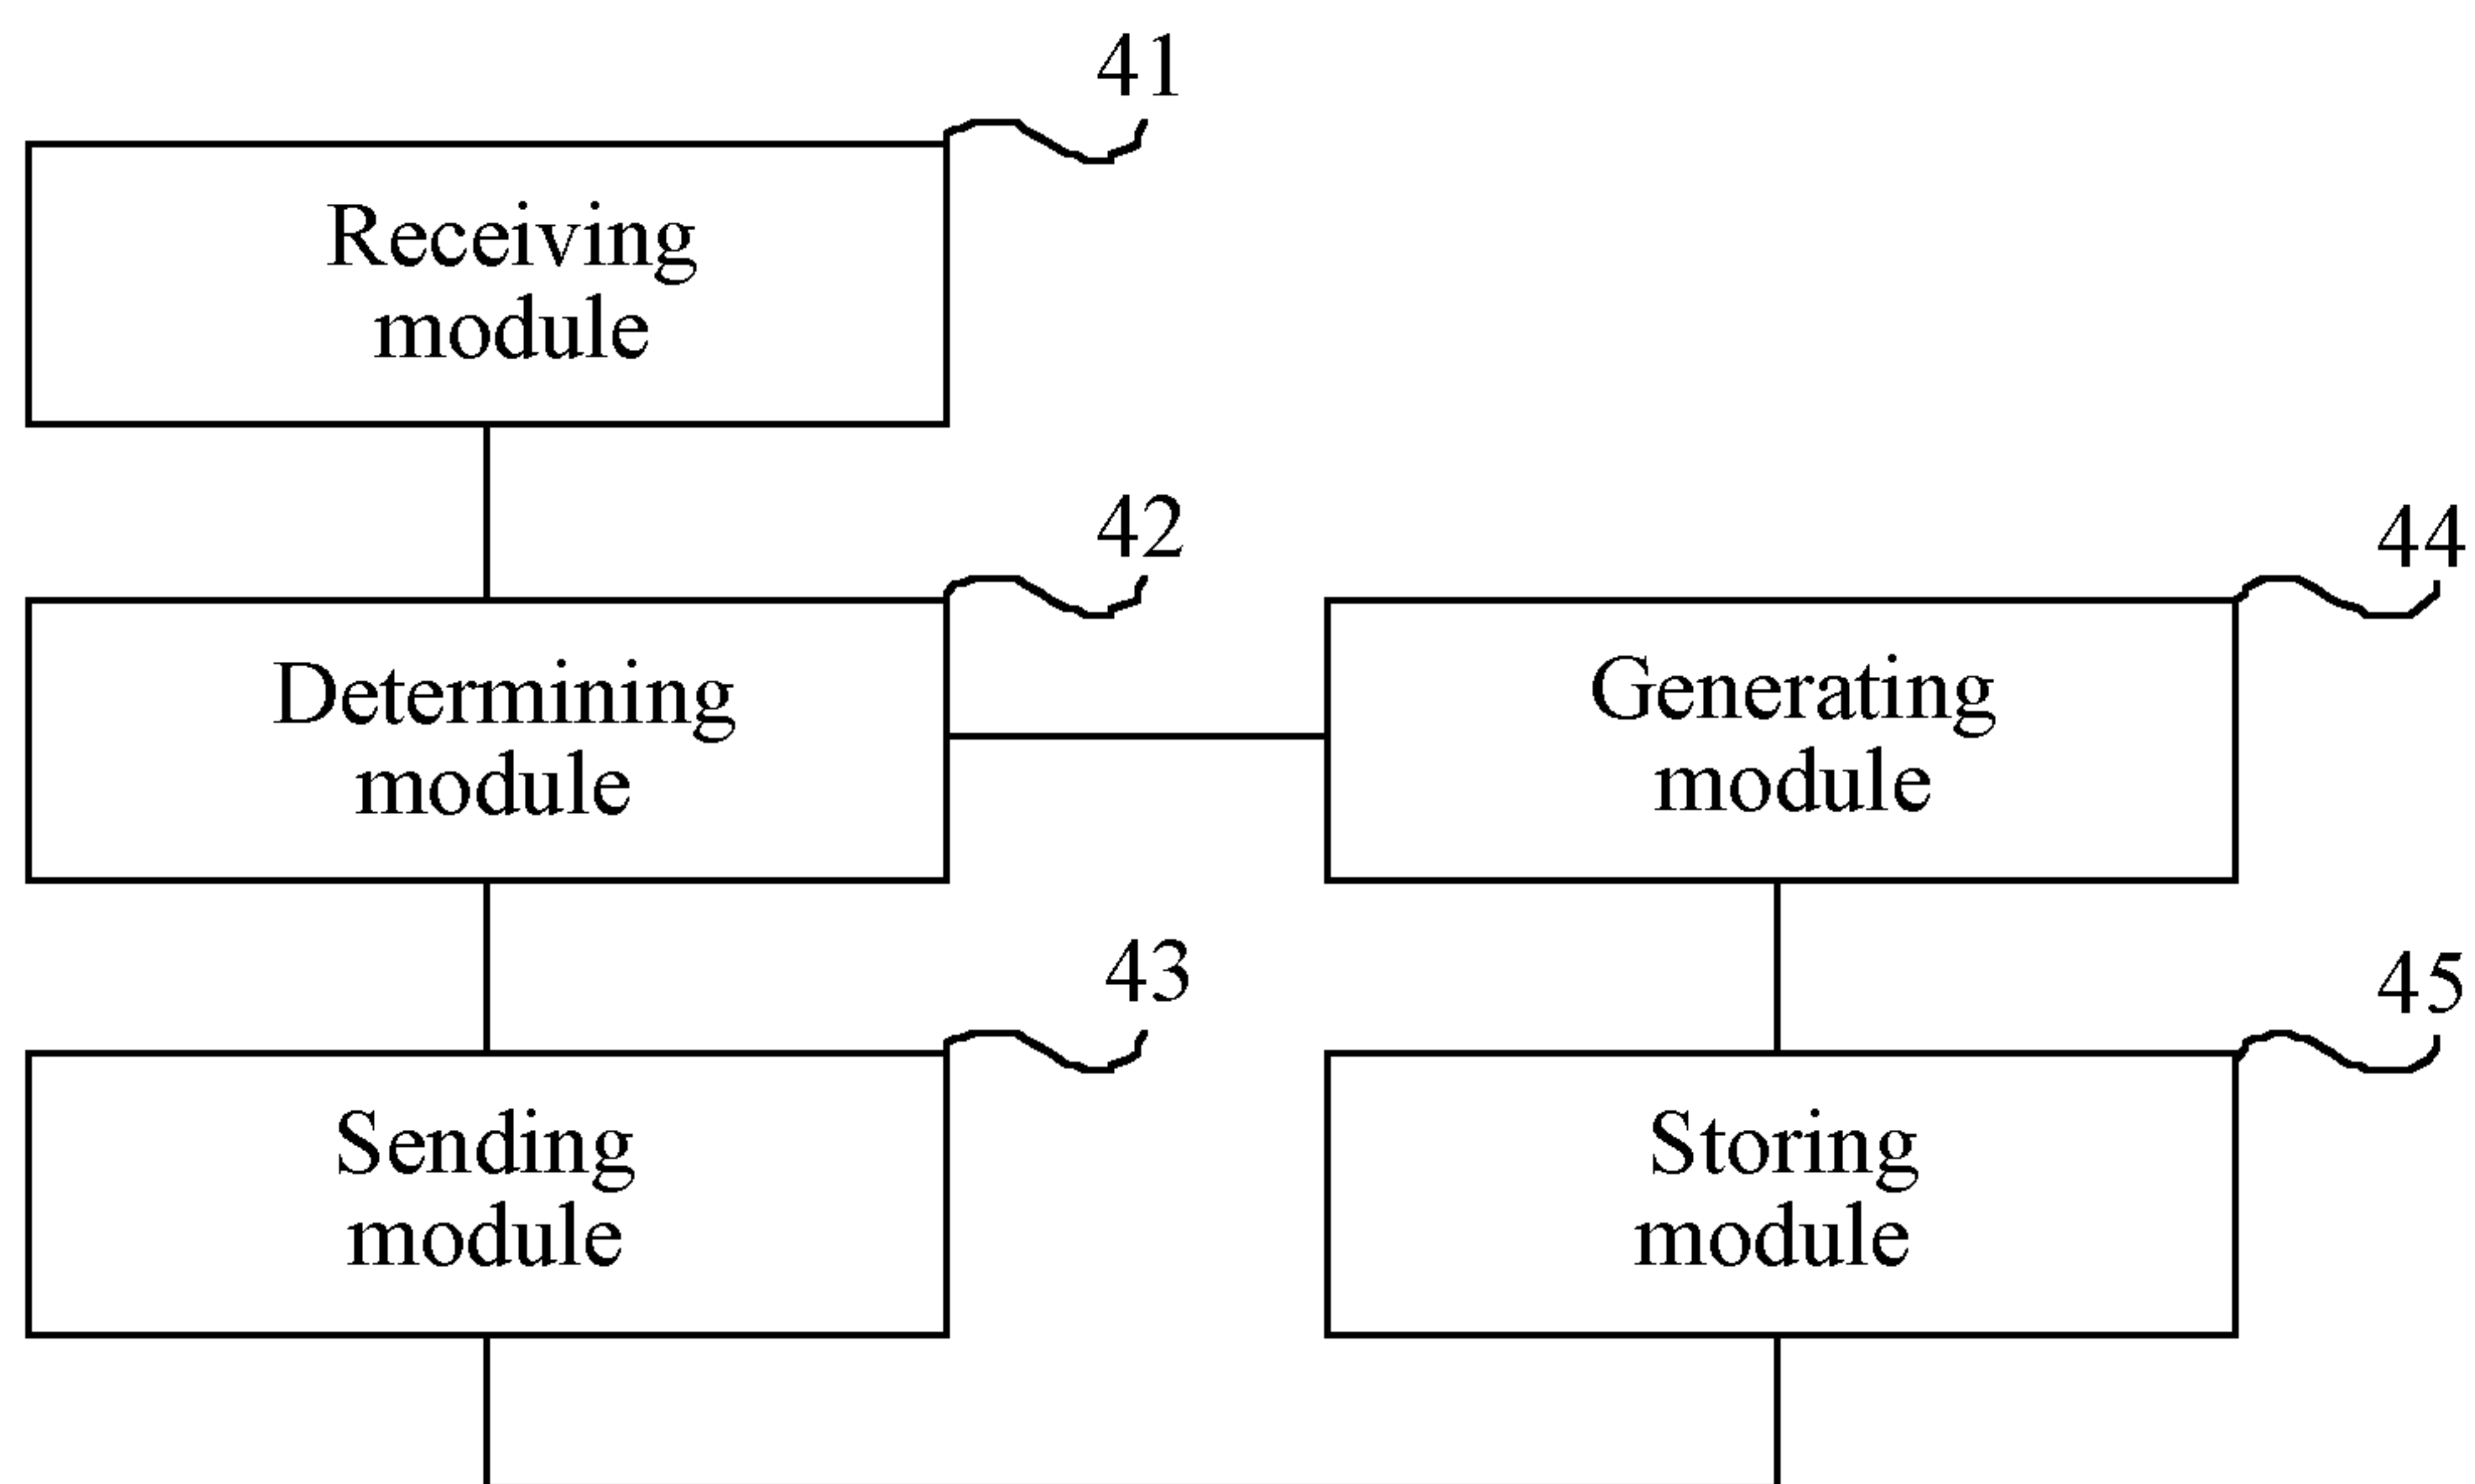 41
Receiving
module
42
Determining
module
44
Generating
module
43
Sending
module
45
Storing
module